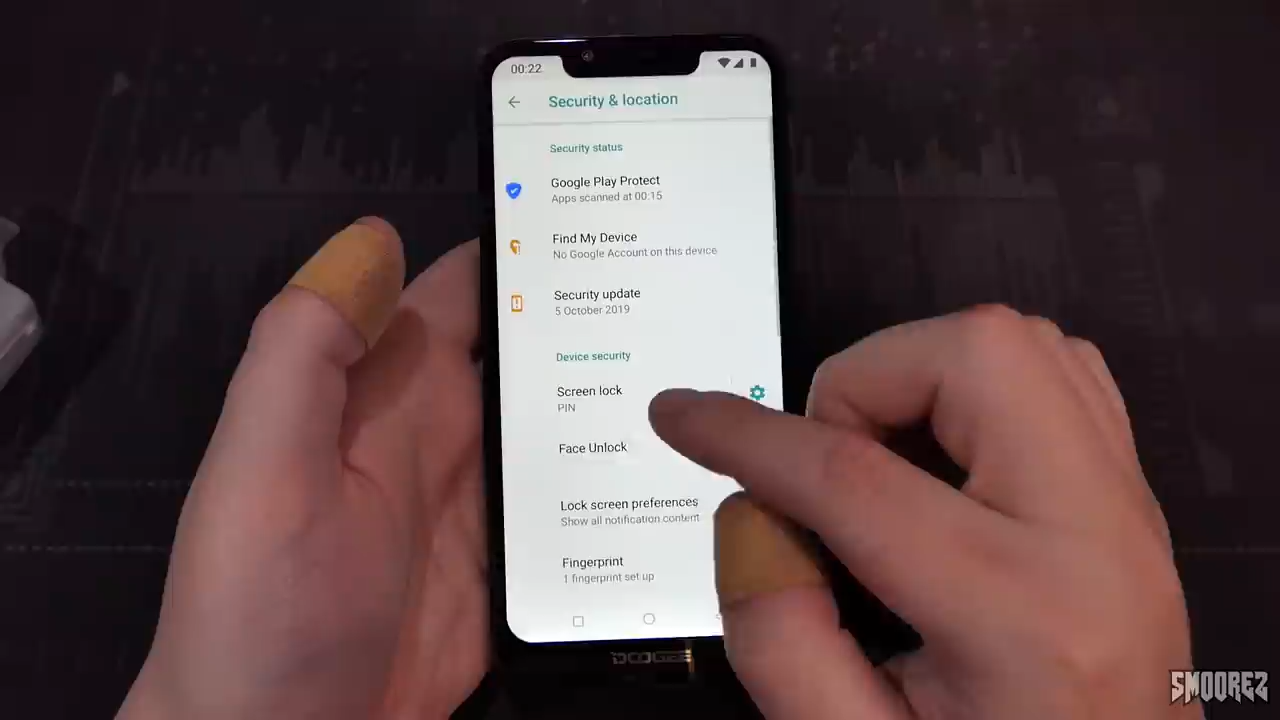 00:22
Security & location
Security status
Google Play Protect
Apps scanned at 00:15
Find My Device
No Google Account on this device
Security update
5 October 2019
Device security
Screen lock
PIN
Face Unlock
Lock screen preferences
Show all notification content
Fingerprint
1 fingerprint set up
DOOGEE
SMOOREZ